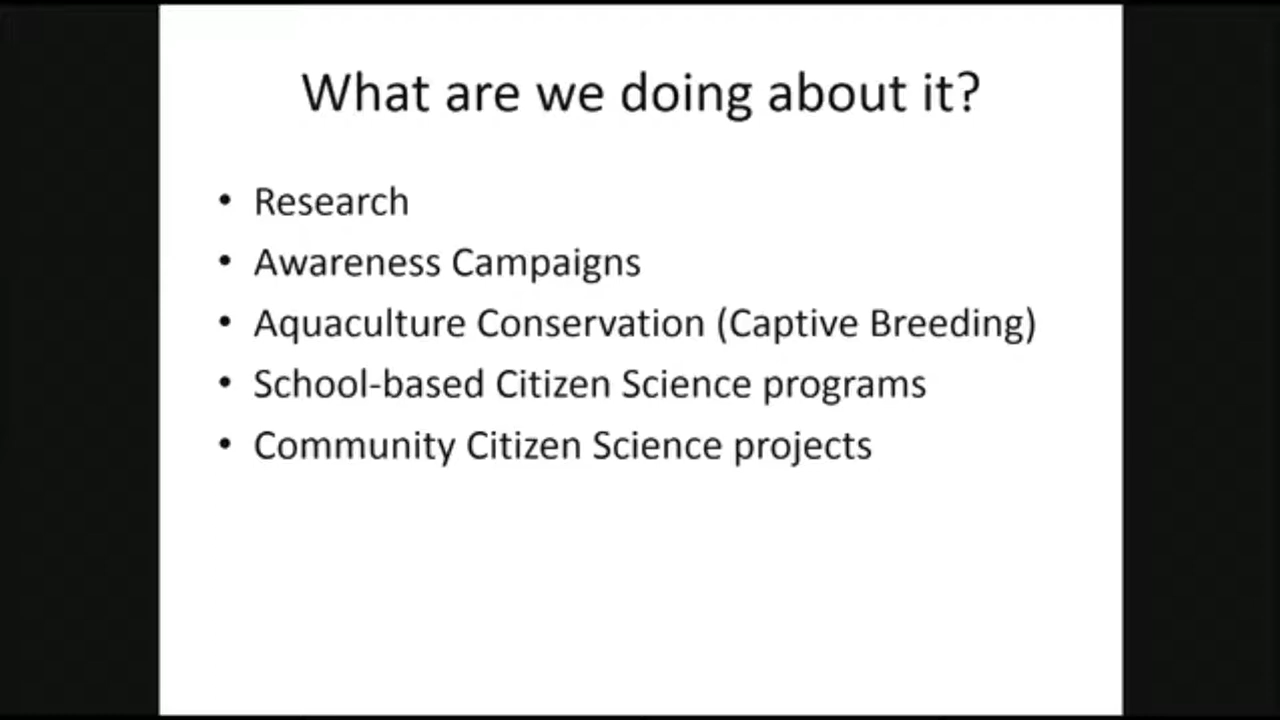 What are we doing about it?
• Research
• Awareness Campaigns
• Aquaculture Conservation (Captive Breeding)
• School-based Citizen Science programs
• Community Citizen Science projects